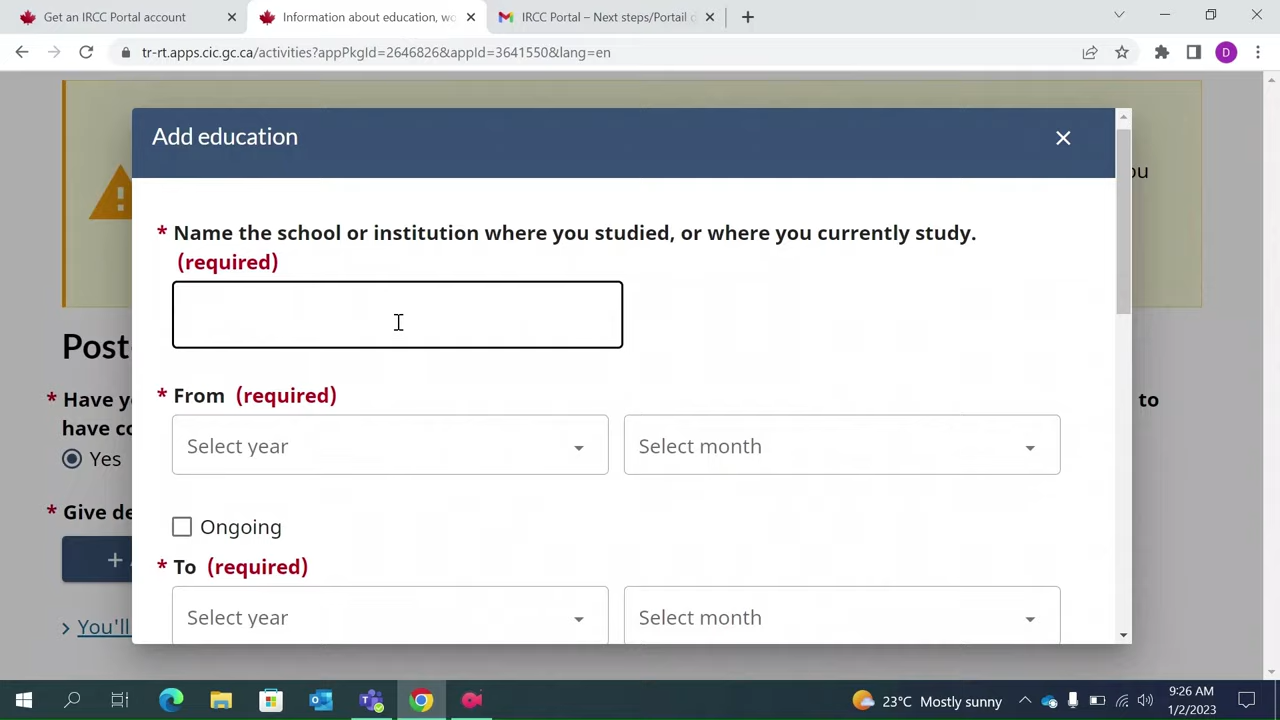 Get an IRCC Portal account
Information about education, wo
IRCC Portal – Next steps/Portail d
tr-rt.apps.cic.gc.ca/activities?appPkgId=2646826&appId=3641550&lang=en
D
Add education
ou
* Name the school or institution where you studied, or where you currently study.
(required)
Post
* From (required)
* Have y
to
have co
Select year
Select month
Yes
* Give de
Ongoing
+
* To (required)
You'll
Select year
Select month
23°C Mostly sunny
9:26 AM
1/2/2023